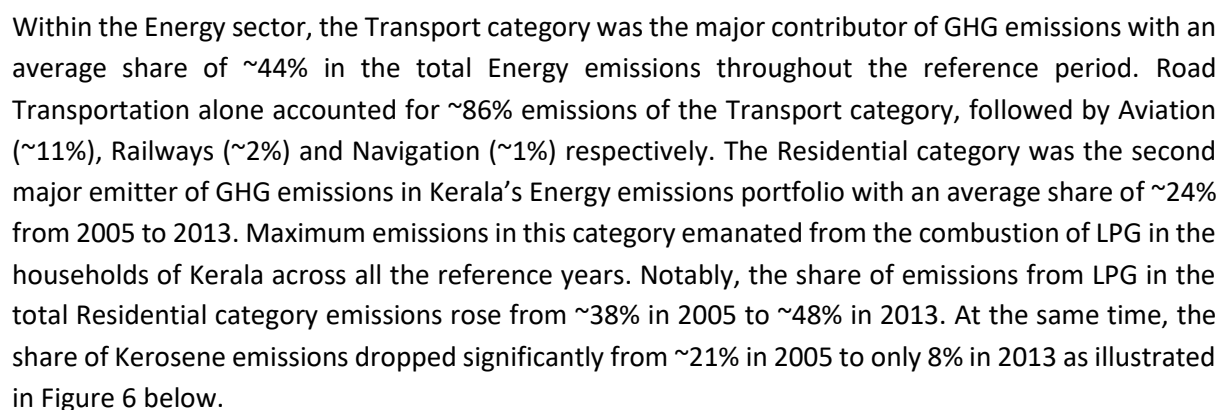 Within the Energy sector, the Transport category was the major contributor of GHG emissions with an
average share of ~44% in the total Energy emissions throughout the reference period. Road
Transportation alone accounted for ~86% emissions of the Transport category, followed by Aviation
(~11%), Railways (~2%) and Navigation (~1%) respectively. The Residential category was the second
major emitter of GHG emissions in Kerala’s Energy emissions portfolio with an average share of ~24%
from 2005 to 2013. Maximum emissions in this category emanated from the combustion of LPG in the
households of Kerala across all the reference years. Notably, the share of emissions from LPG in the
total Residential category emissions rose from ~38% in 2005 to ~48% in 2013. At the same time, the
share of Kerosene emissions dropped significantly from ~21% in 2005 to only 8% in 2013 as illustrated
in Figure 6 below.